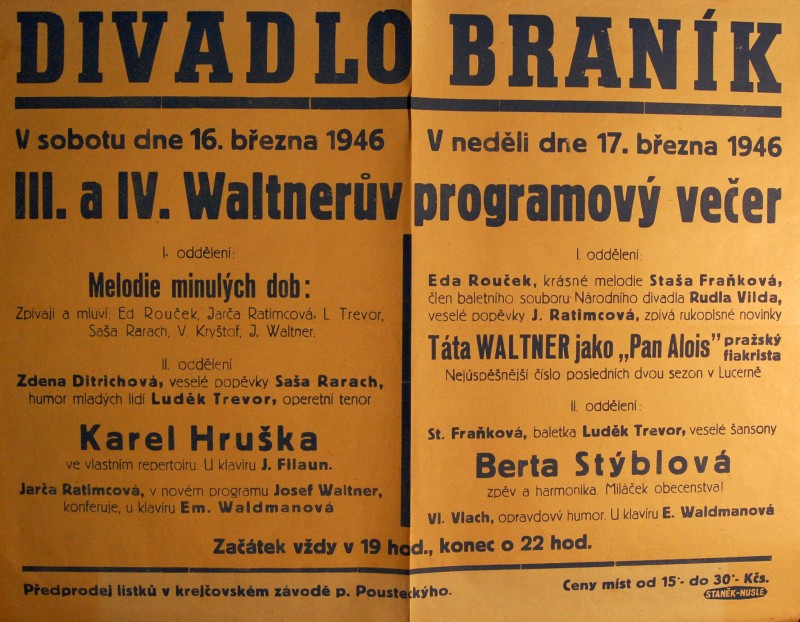 DIVADLO BRANÍK
V sobotu dne 16. března 1946
III. a IV. Waltnerův programový večer
I. oddělení:
Melodie minulých dob:
Zpívají a mluví: Ed Rouček, Jarča Ratimcová, L Trevor,
Saša Rarach, V. Kryštof, J. Waltner.
II. oddělení
Zdena Ditrichová, veselé popěvky Saša Rarach,
humor mladých lidí Luděk Trevor, operetní tenor
Karel Hruška
ve vlastním repertoiru. U klavíru J. Filaun.
Jarča Ratimcová, v novém programu Josef Waltner,
konferuje, u klavíru Em. Waldmanová
V neděli dne 17. března 1946
I. oddělení:
Eda Rouček, krásné melodie Staša Fraňková,
člen baletního souboru Národního divadla Rudla Vilda,
veselé popěvky J. Ratimcová, zpívá rukopisné novinky
Táta WALTNER jako „Pan Alois" pražský
fiakrista
Nejúspěšnější číslo posledních dvou sezon v Lucerně
II. oddělení:
St. Fraňková, baletka Luděk Trevor, veselé šansony
Berta Stýblová
zpěv a harmonika. Miláček obecenstva!
Vl. Vlach, opravdový humor. U klavíru E. Waldmanová
Začátek vždy v 19 hod., konec o 22 hod.
Předprodej lístků v krejčovském závodě p. Pousteckýho.
Ceny míst od 15·- do 30·- Kčs.
STANĚK-NUSLE